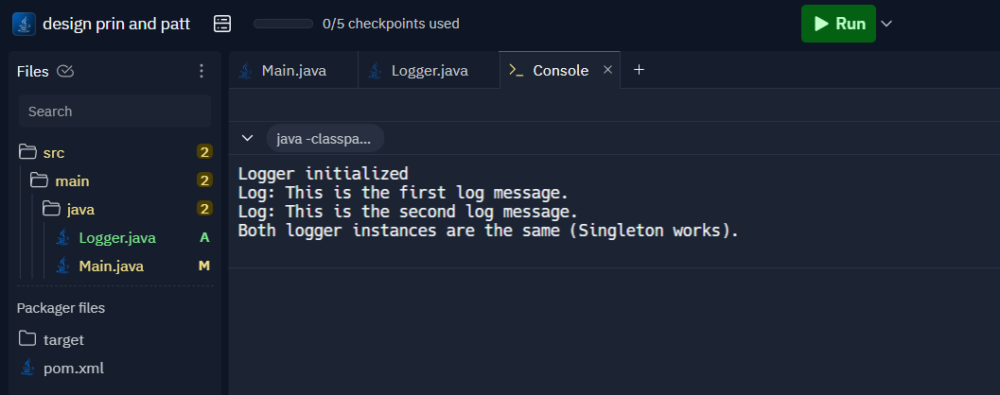 design prin and patt
0/5 checkpoints used
Run
Files
Main.java
Logger.java
Console
Search
java -classpa...
src
2
main
2
java
2
Logger.java
A
Main.java
M
Logger initialized
Log: This is the first log message.
Log: This is the second log message.
Both logger instances are the same (Singleton works).
Packager files
target
pom.xml